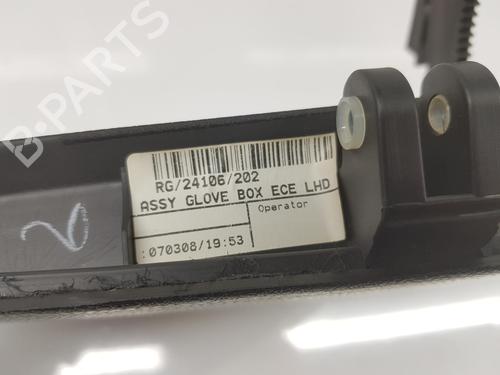 B-PARTS
RG/24106/202
ASSY GLOVE BOX ECE LHD
Operator
:070308/19:53
2